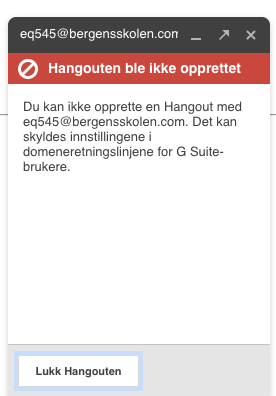 eq545@bergensskolen.com
Hangouten ble ikke opprettet
Du kan ikke opprette en Hangout med
eq545@bergensskolen.com. Det kan
skyldes innstillingene i
domeneretningslinjene for G Suite-
brukere.
Lukk Hangouten